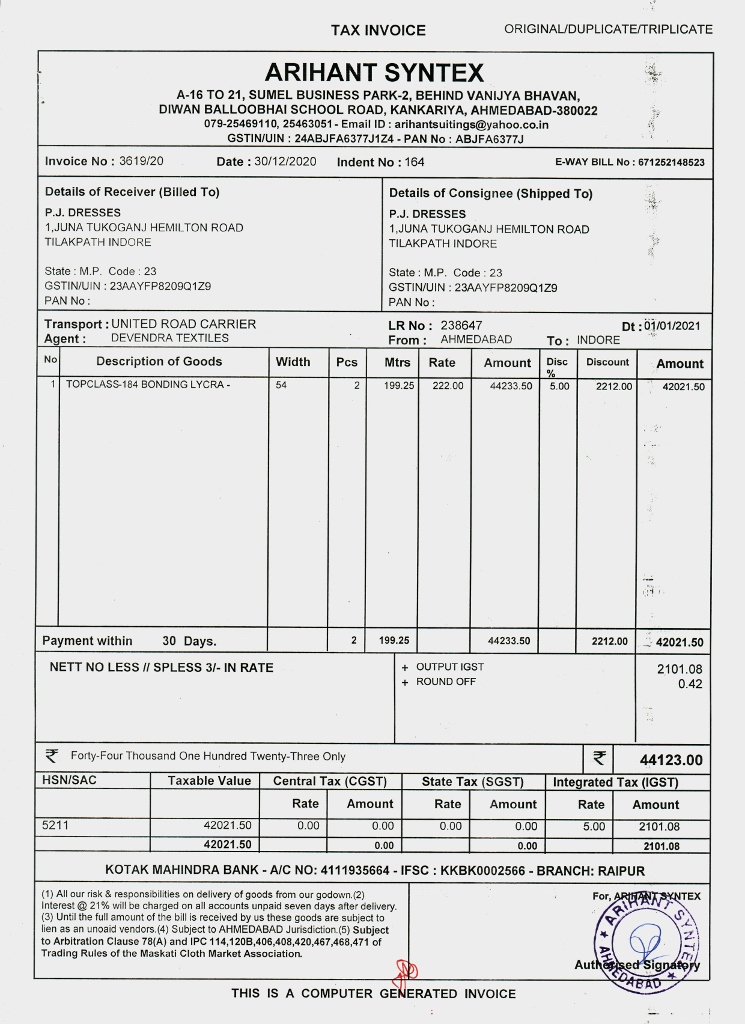 TAX INVOICE
ORIGINAL/DUPLICATE/TRIPLICATE
ARIHANT SYNTEX
A-16 TO 21, SUMEL BUSINESS PARK-2, BEHIND VANIJYA BHAVAN,
DIWAN BALLOOBHAI SCHOOL ROAD, KANKARIYA, AHMEDABAD-380022
079-25469110, 25463051 - Email ID : arihantsuitings@yahoo.co.in
GSTIN/UIN : 24ABJFA6377J1Z4 - PAN No : ABJFA6377J
Invoice No : 3619/20 Date : 30/12/2020 Indent No : 164 E-WAY BILL No : 671252148523
Details of Receiver (Billed To)
P.J. DRESSES
1,JUNA TUKOGANJ HEMILTON ROAD
TILAKPATH INDORE
State : M.P. Code : 23
GSTIN/UIN : 23AAYFP8209Q1Z9
PAN No :
Details of Consignee (Shipped To)
P.J. DRESSES
1,JUNA TUKOGANJ HEMILTON ROAD
TILAKPATH INDORE
State : M.P. Code : 23
GSTIN/UIN : 23AAYFP8209Q1Z9
PAN No :
Transport : UNITED ROAD CARRIER LR No : 238647 Dt : 01/01/2021
Agent : DEVENDRA TEXTILES From : AHMEDABAD To : INDORE
No Description of Goods Width Pcs Mtrs Rate Amount Disc % Discount Amount
1 TOPCLASS-184 BONDING LYCRA - 54 2 199.25 222.00 44233.50 5.00 2212.00 42021.50
Payment within 30 Days. 2 199.25 44233.50 2212.00 42021.50
NETT NO LESS // SPLESS 3/- IN RATE
+ OUTPUT IGST 2101.08
+ ROUND OFF 0.42
₹ Forty-Four Thousand One Hundred Twenty-Three Only ₹ 44123.00
HSN/SAC Taxable Value Central Tax (CGST) State Tax (SGST) Integrated Tax (IGST)
Rate Amount Rate Amount Rate Amount
5211 42021.50 0.00 0.00 0.00 0.00 5.00 2101.08
42021.50 0.00 0.00 2101.08
KOTAK MAHINDRA BANK - A/C NO: 4111935664 - IFSC : KKBK0002566 - BRANCH: RAIPUR
(1) All our risk & responsibilities on delivery of goods from our godown.(2)
Interest @ 21% will be charged on all accounts unpaid seven days after delivery.
(3) Until the full amount of the bill is received by us these goods are subject to
lien as an unoaid vendors.(4) Subject to AHMEDABAD Jurisdiction.(5) Subject
to Arbitration Clause 78(A) and IPC 114,120B,406,408,420,467,468,471 of
Trading Rules of the Maskati Cloth Market Association.
For, ARIHANT SYNTEX
ARIHANT SYNTEX
AHMEDABAD
Authorised Signatory
THIS IS A COMPUTER GENERATED INVOICE